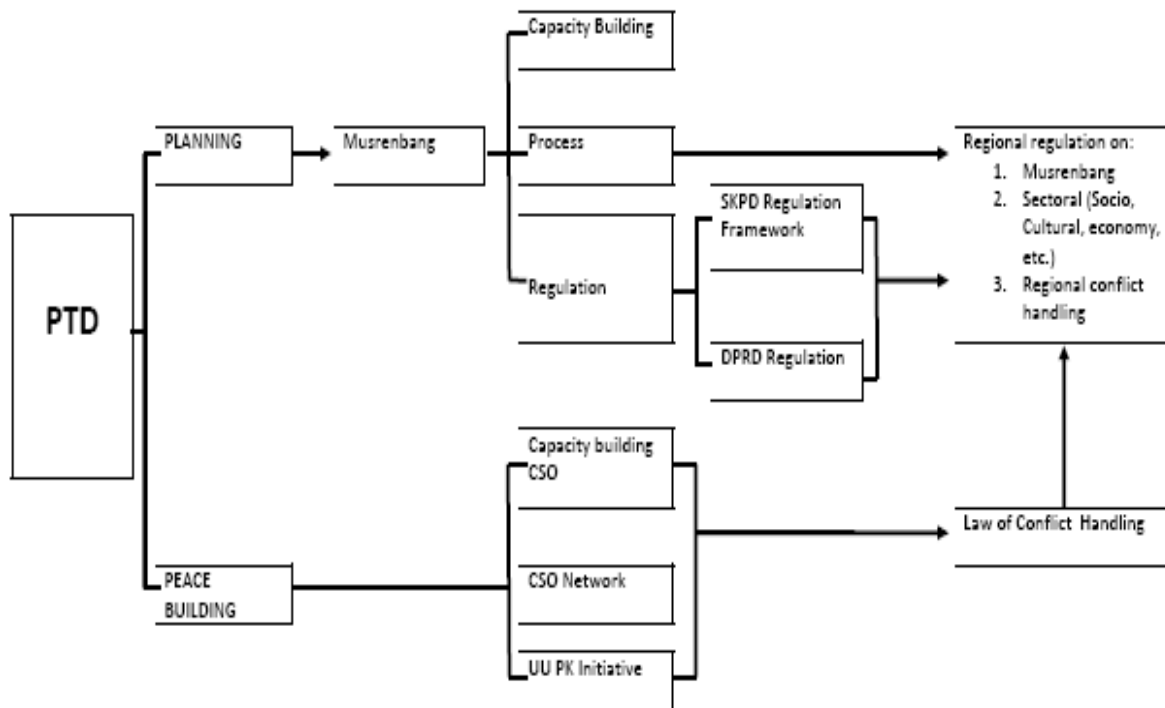 PTD
PLANNING
Musrenbang
Capacity Building
Process
Regulation
SKPD Regulation
Framework
DPRD Regulation
Regional regulation on:
1. Musrenbang
2. Sectoral (Socio,
Cultural, economy,
etc.)
3. Regional conflict
handling
PEACE
BUILDING
Capacity building
CSO
CSO Network
UU PK Initiative
Law of Conflict Handling